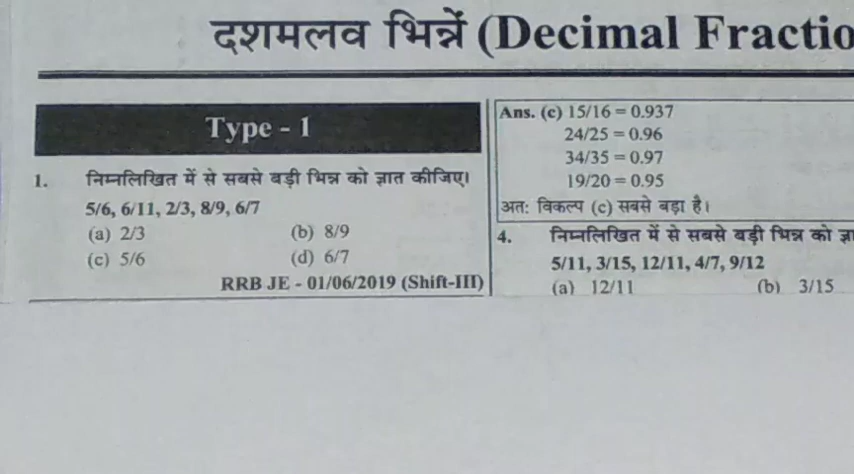 दशमलव भिन्नें (Decimal Fractio
Type - 1
1. निम्नलिखित में से सबसे बड़ी भिन्न को ज्ञात कीजिए।
5/6, 6/11, 2/3, 8/9, 6/7
(a) 2/3 (b) 8/9
(c) 5/6 (d) 6/7
RRB JE - 01/06/2019 (Shift-III)
Ans. (c) 15/16 = 0.937
24/25 = 0.96
34/35 = 0.97
19/20 = 0.95
अतः विकल्प (c) सबसे बड़ा है।
4. निम्नलिखित में से सबसे बड़ी भिन्न को ज्ञा
5/11, 3/15, 12/11, 4/7, 9/12
(a) 12/11 (b) 3/15